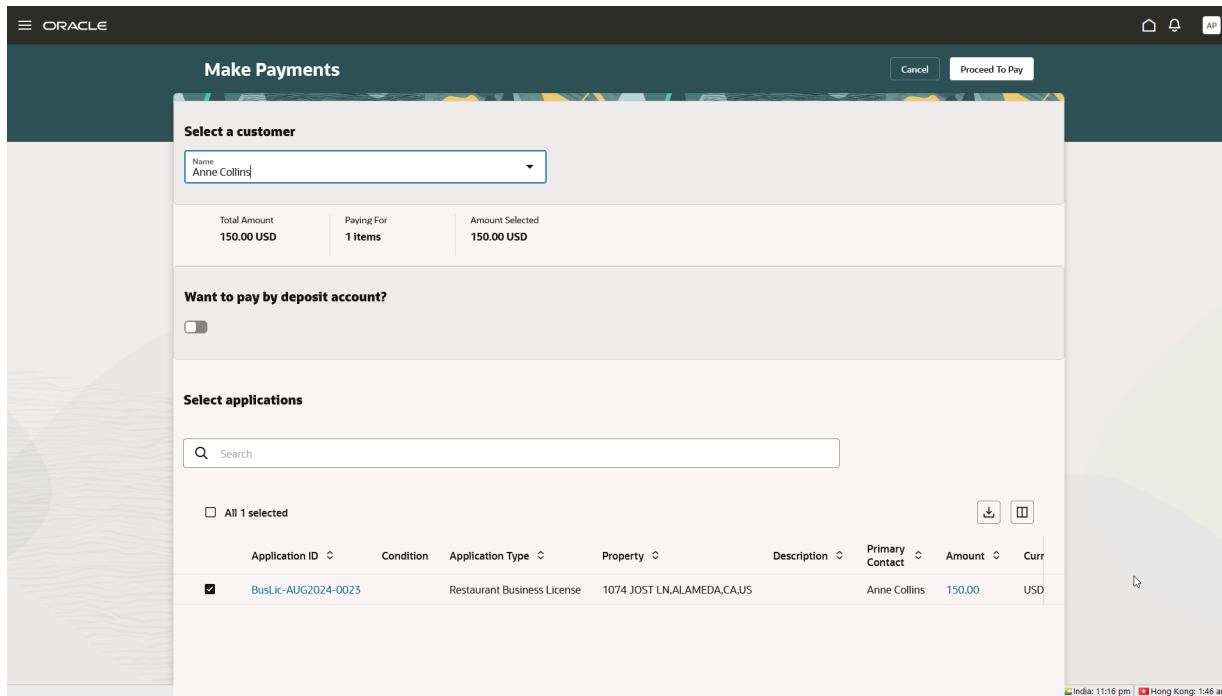 ORACLE
AP
Make Payments
Cancel
Proceed To Pay
Select a customer
Name
Anne Collins
Total Amount
Paying For
Amount Selected
150.00 USD
1 items
150.00 USD
Want to pay by deposit account?
Select applications
Search
All 1 selected
Application ID
Condition
Application Type
Property
Description
Primary Contact
Amount
Curr
BusLic-AUG2024-0023
Restaurant Business License
1074 JOST LN,ALAMEDA,CA,US
Anne Collins
150.00
USD
India: 11:16 pm
Hong Kong: 1:46 a